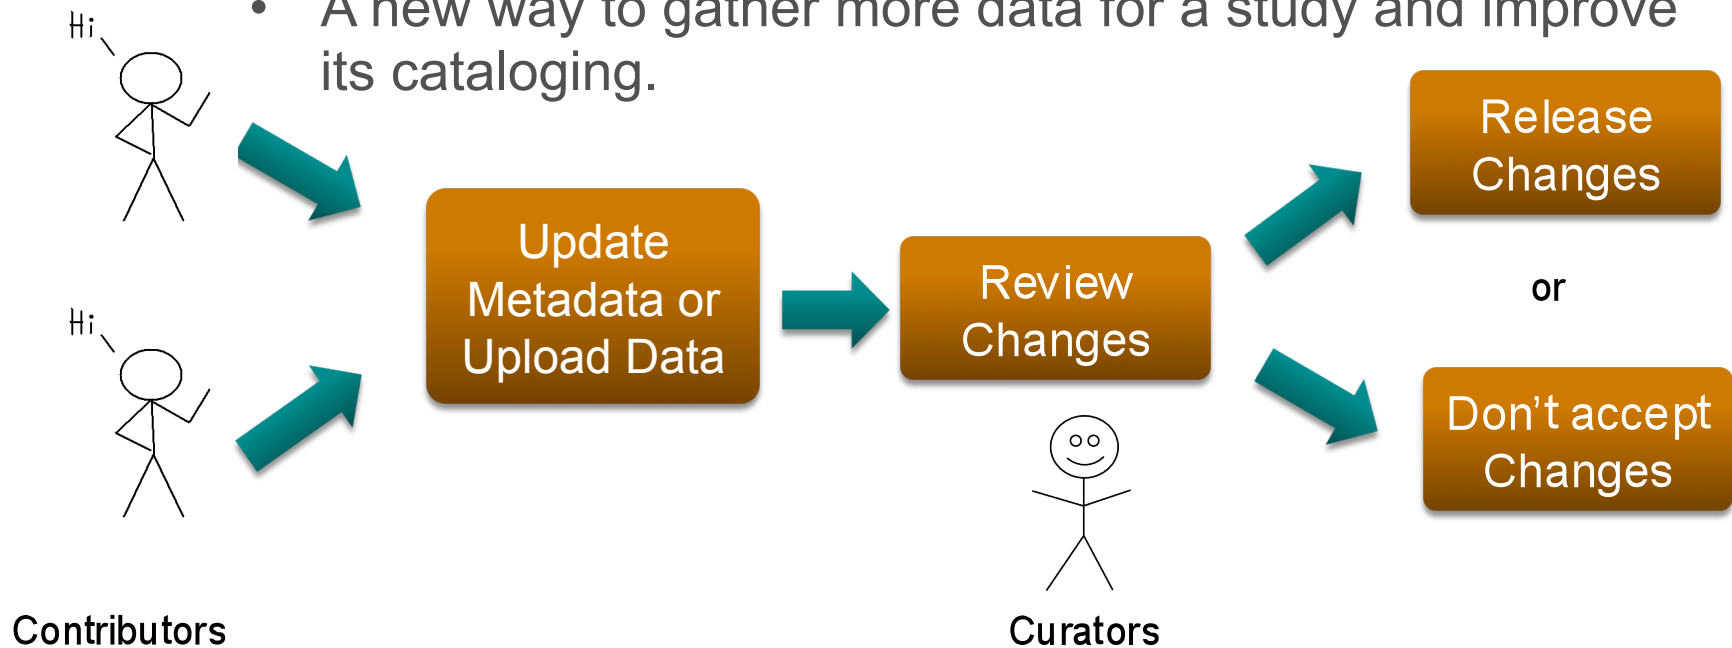 • A new way to gather more data for a study and improve
its cataloging.
Hi
Hi
Update
Metadata or
Upload Data
Review
Changes
Release
Changes
or
Don't accept
Changes
Contributors
Curators